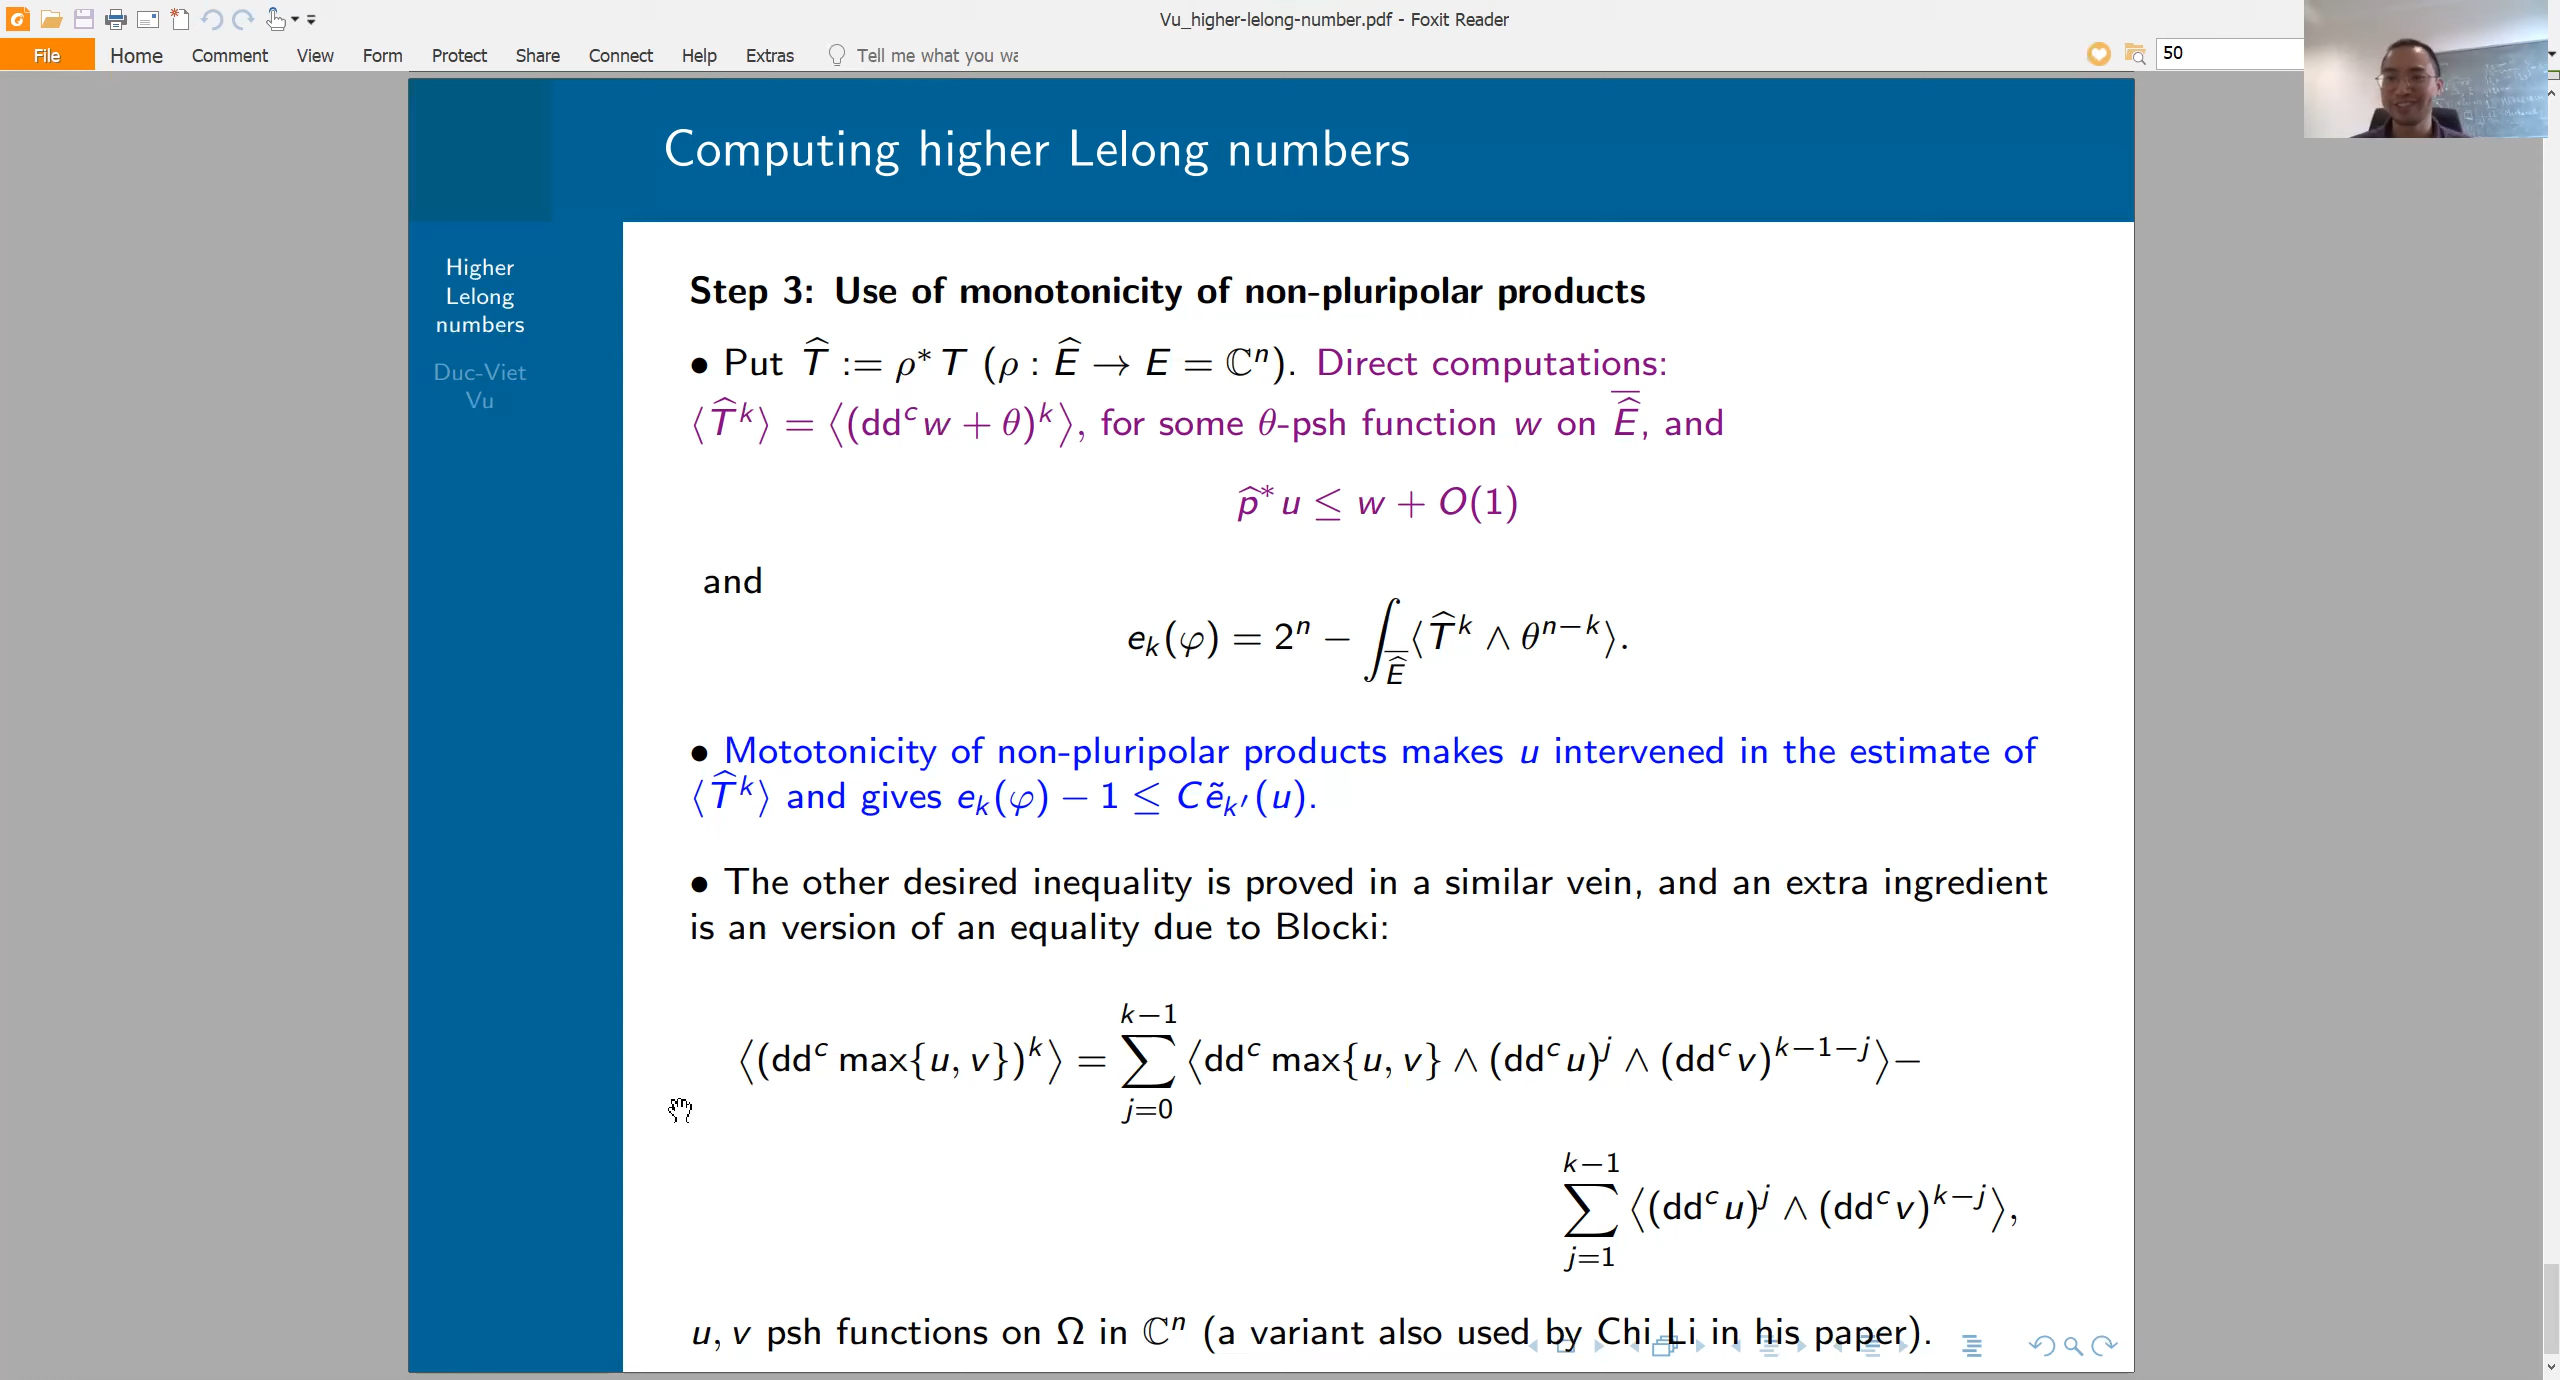 Vu_higher-lelong-number.pdf - Foxit Reader
File Home Comment View Form Protect Share Connect Help Extras Tell me what you wa
50
Computing higher Lelong numbers
Higher
Lelong
numbers
Duc-Viet
Vu
Step 3: Use of monotonicity of non-pluripolar products
• Put T̂ := ρ* T (ρ : Ê → E = ℂⁿ). Direct computations:
⟨T̂ᵏ⟩ = ⟨(ddᶜw + θ)ᵏ⟩, for some θ-psh function w on \overline{Ê}, and
p̂*u ≤ w + O(1)
and
e_k(φ) = 2ⁿ − ∫_{\overline{Ê}} ⟨T̂ᵏ ∧ θⁿ⁻ᵏ⟩.
• Mototonicity of non-pluripolar products makes u intervened in the estimate of
⟨T̂ᵏ⟩ and gives e_k(φ) − 1 ≤ Cẽ_{k′}(u).
• The other desired inequality is proved in a similar vein, and an extra ingredient
is an version of an equality due to Blocki:
⟨(ddᶜ max{u, v})ᵏ⟩ = ∑_{j=0}^{k−1} ⟨ddᶜ max{u, v} ∧ (ddᶜu)ʲ ∧ (ddᶜv)ᵏ⁻¹⁻ʲ⟩−
∑_{j=1}^{k−1} ⟨(ddᶜu)ʲ ∧ (ddᶜv)ᵏ⁻ʲ⟩,
u, v psh functions on Ω in ℂⁿ (a variant also used by Chi Li in his paper).